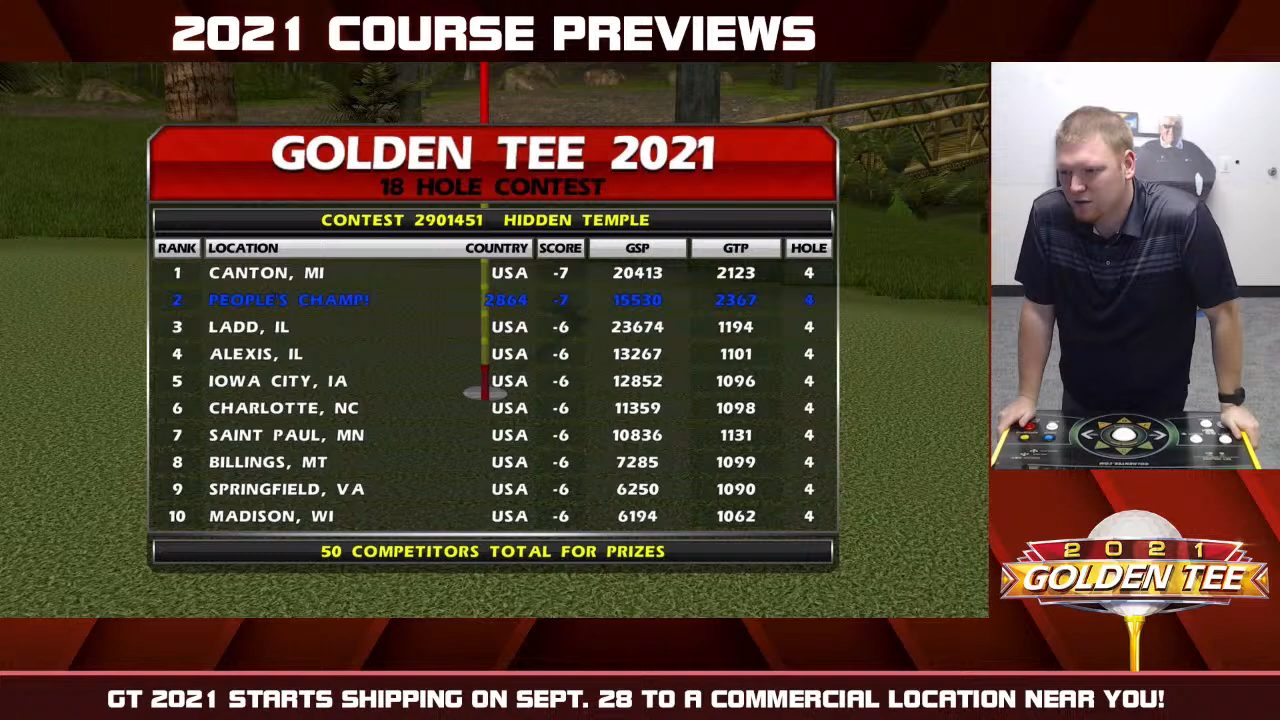 2021 COURSE PREVIEWS
GOLDEN TEE 2021
18 HOLE CONTEST
CONTEST 2901451 HIDDEN TEMPLE
RANK LOCATION COUNTRY SCORE GSP GTP HOLE
1 CANTON, MI USA -7 20413 2123 4
2 PEOPLE'S CHAMP! 2864 -7 15530 2367 4
3 LADD, IL USA -6 23674 1194 4
4 ALEXIS, IL USA -6 13267 1101 4
5 IOWA CITY, IA USA -6 12852 1096 4
6 CHARLOTTE, NC USA -6 11359 1098 4
7 SAINT PAUL, MN USA -6 10836 1131 4
8 BILLINGS, MT USA -6 7285 1099 4
9 SPRINGFIELD, VA USA -6 6250 1090 4
10 MADISON, WI USA -6 6194 1062 4
50 COMPETITORS TOTAL FOR PRIZES
2021
GOLDEN TEE
GT 2021 STARTS SHIPPING ON SEPT. 28 TO A COMMERCIAL LOCATION NEAR YOU!